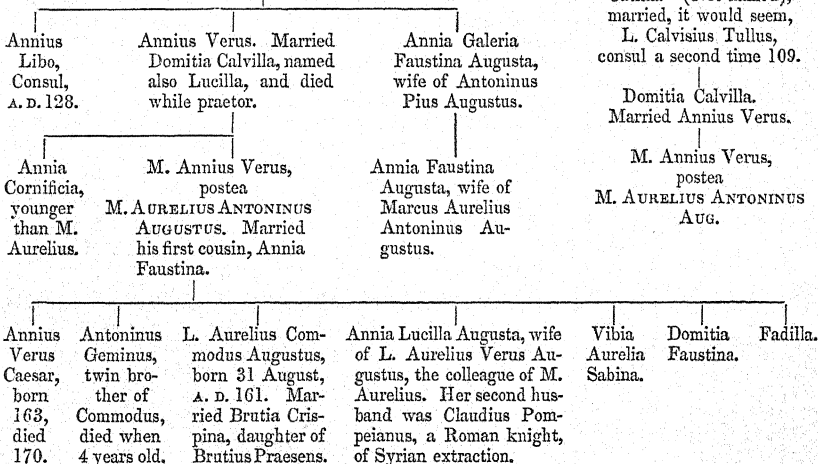 married, it would seem,
L. Calvisius Tullus,
consul a second time 109.
Annius
Libo,
Consul,
A. D. 128.
Annius Verus. Married
Domitia Calvilla, named
also Lucilla, and died
while praetor.
Annia Galeria
Faustina Augusta,
wife of Antoninus
Pius Augustus.
Domitia Calvilla.
Married Annius Verus.
Annia
Cornificia,
younger
than M.
Aurelius.
M. Annius Verus,
postea
M. AURELIUS ANTONINUS
AUGUSTUS. Married
his first cousin, Annia
Faustina.
Annia Faustina
Augusta, wife of
Marcus Aurelius
Antoninus Au-
gustus.
M. Annius Verus,
postea
M. AURELIUS ANTONINUS
AUG.
Annius
Verus
Caesar,
born
163,
died
170.
Antoninus
Geminus,
twin bro-
ther of
Commodus,
died when
4 years old.
L. Aurelius Com-
modus Augustus,
born 31 August,
A. D. 161. Mar-
ried Brutia Cris-
pina, daughter of
Brutius Praesens.
Annia Lucilla Augusta, wife
of L. Aurelius Verus Au-
gustus, the colleague of M.
Aurelius. Her second hus-
band was Claudius Pom-
peianus, a Roman knight,
of Syrian extraction.
Vibia
Aurelia
Sabina.
Domitia
Faustina.
Fadilla.